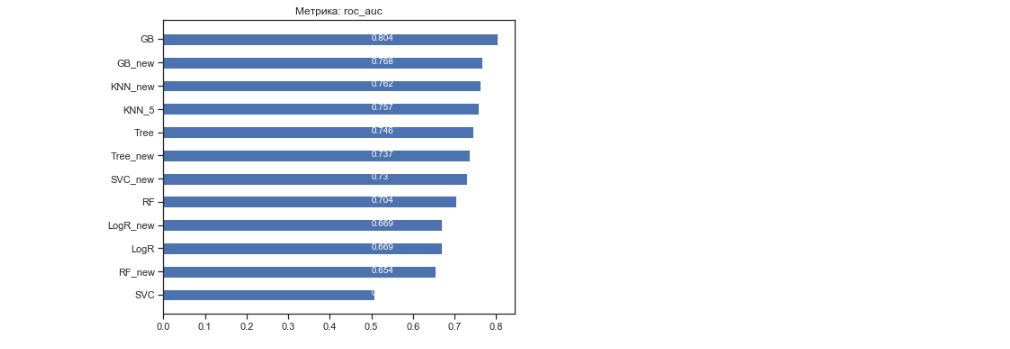 Метрика: roc_auc
GB 0.804
GB_new 0.768
KNN_new 0.762
KNN_5 0.757
Tree 0.746
Tree_new 0.737
SVC_new 0.73
RF 0.704
LogR_new 0.669
LogR 0.669
RF_new 0.654
SVC
0.0 0.1 0.2 0.3 0.4 0.5 0.6 0.7 0.8